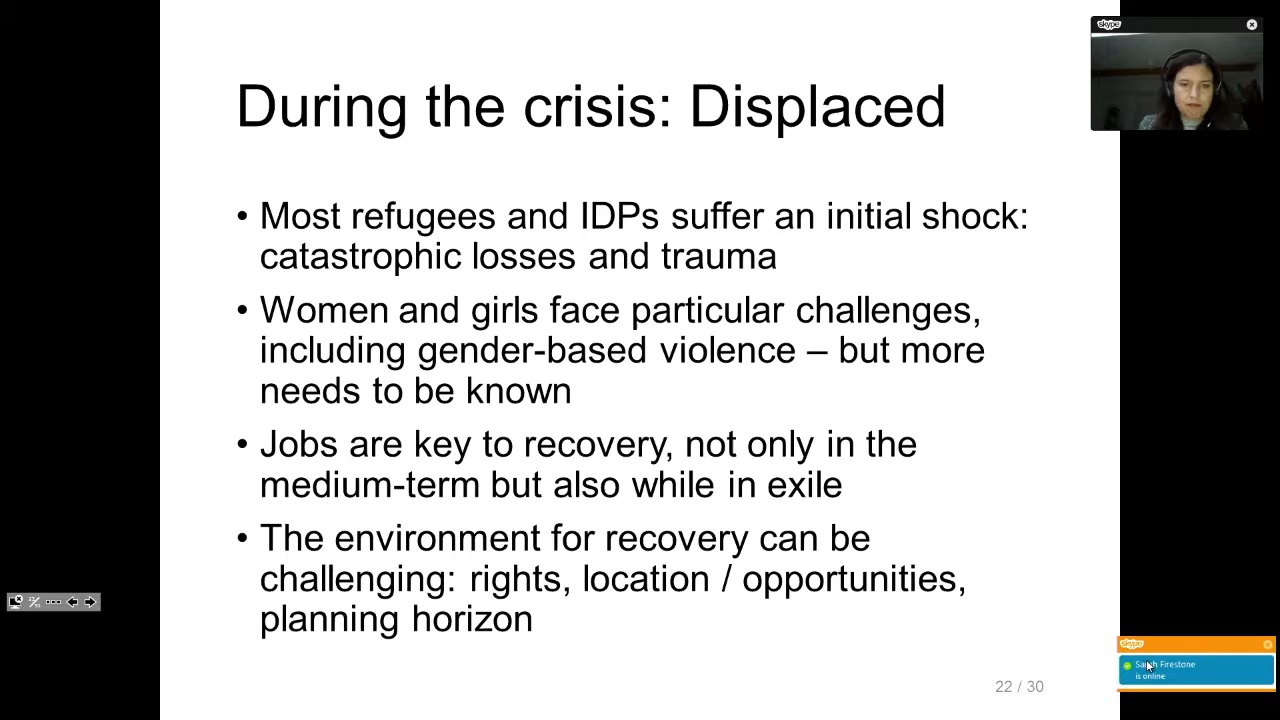 During the crisis: Displaced
• Most refugees and IDPs suffer an initial shock:
catastrophic losses and trauma
• Women and girls face particular challenges,
including gender-based violence – but more
needs to be known
• Jobs are key to recovery, not only in the
medium-term but also while in exile
• The environment for recovery can be
challenging: rights, location / opportunities,
planning horizon
22 / 30
skype
skype
Sarah Firestone
is online